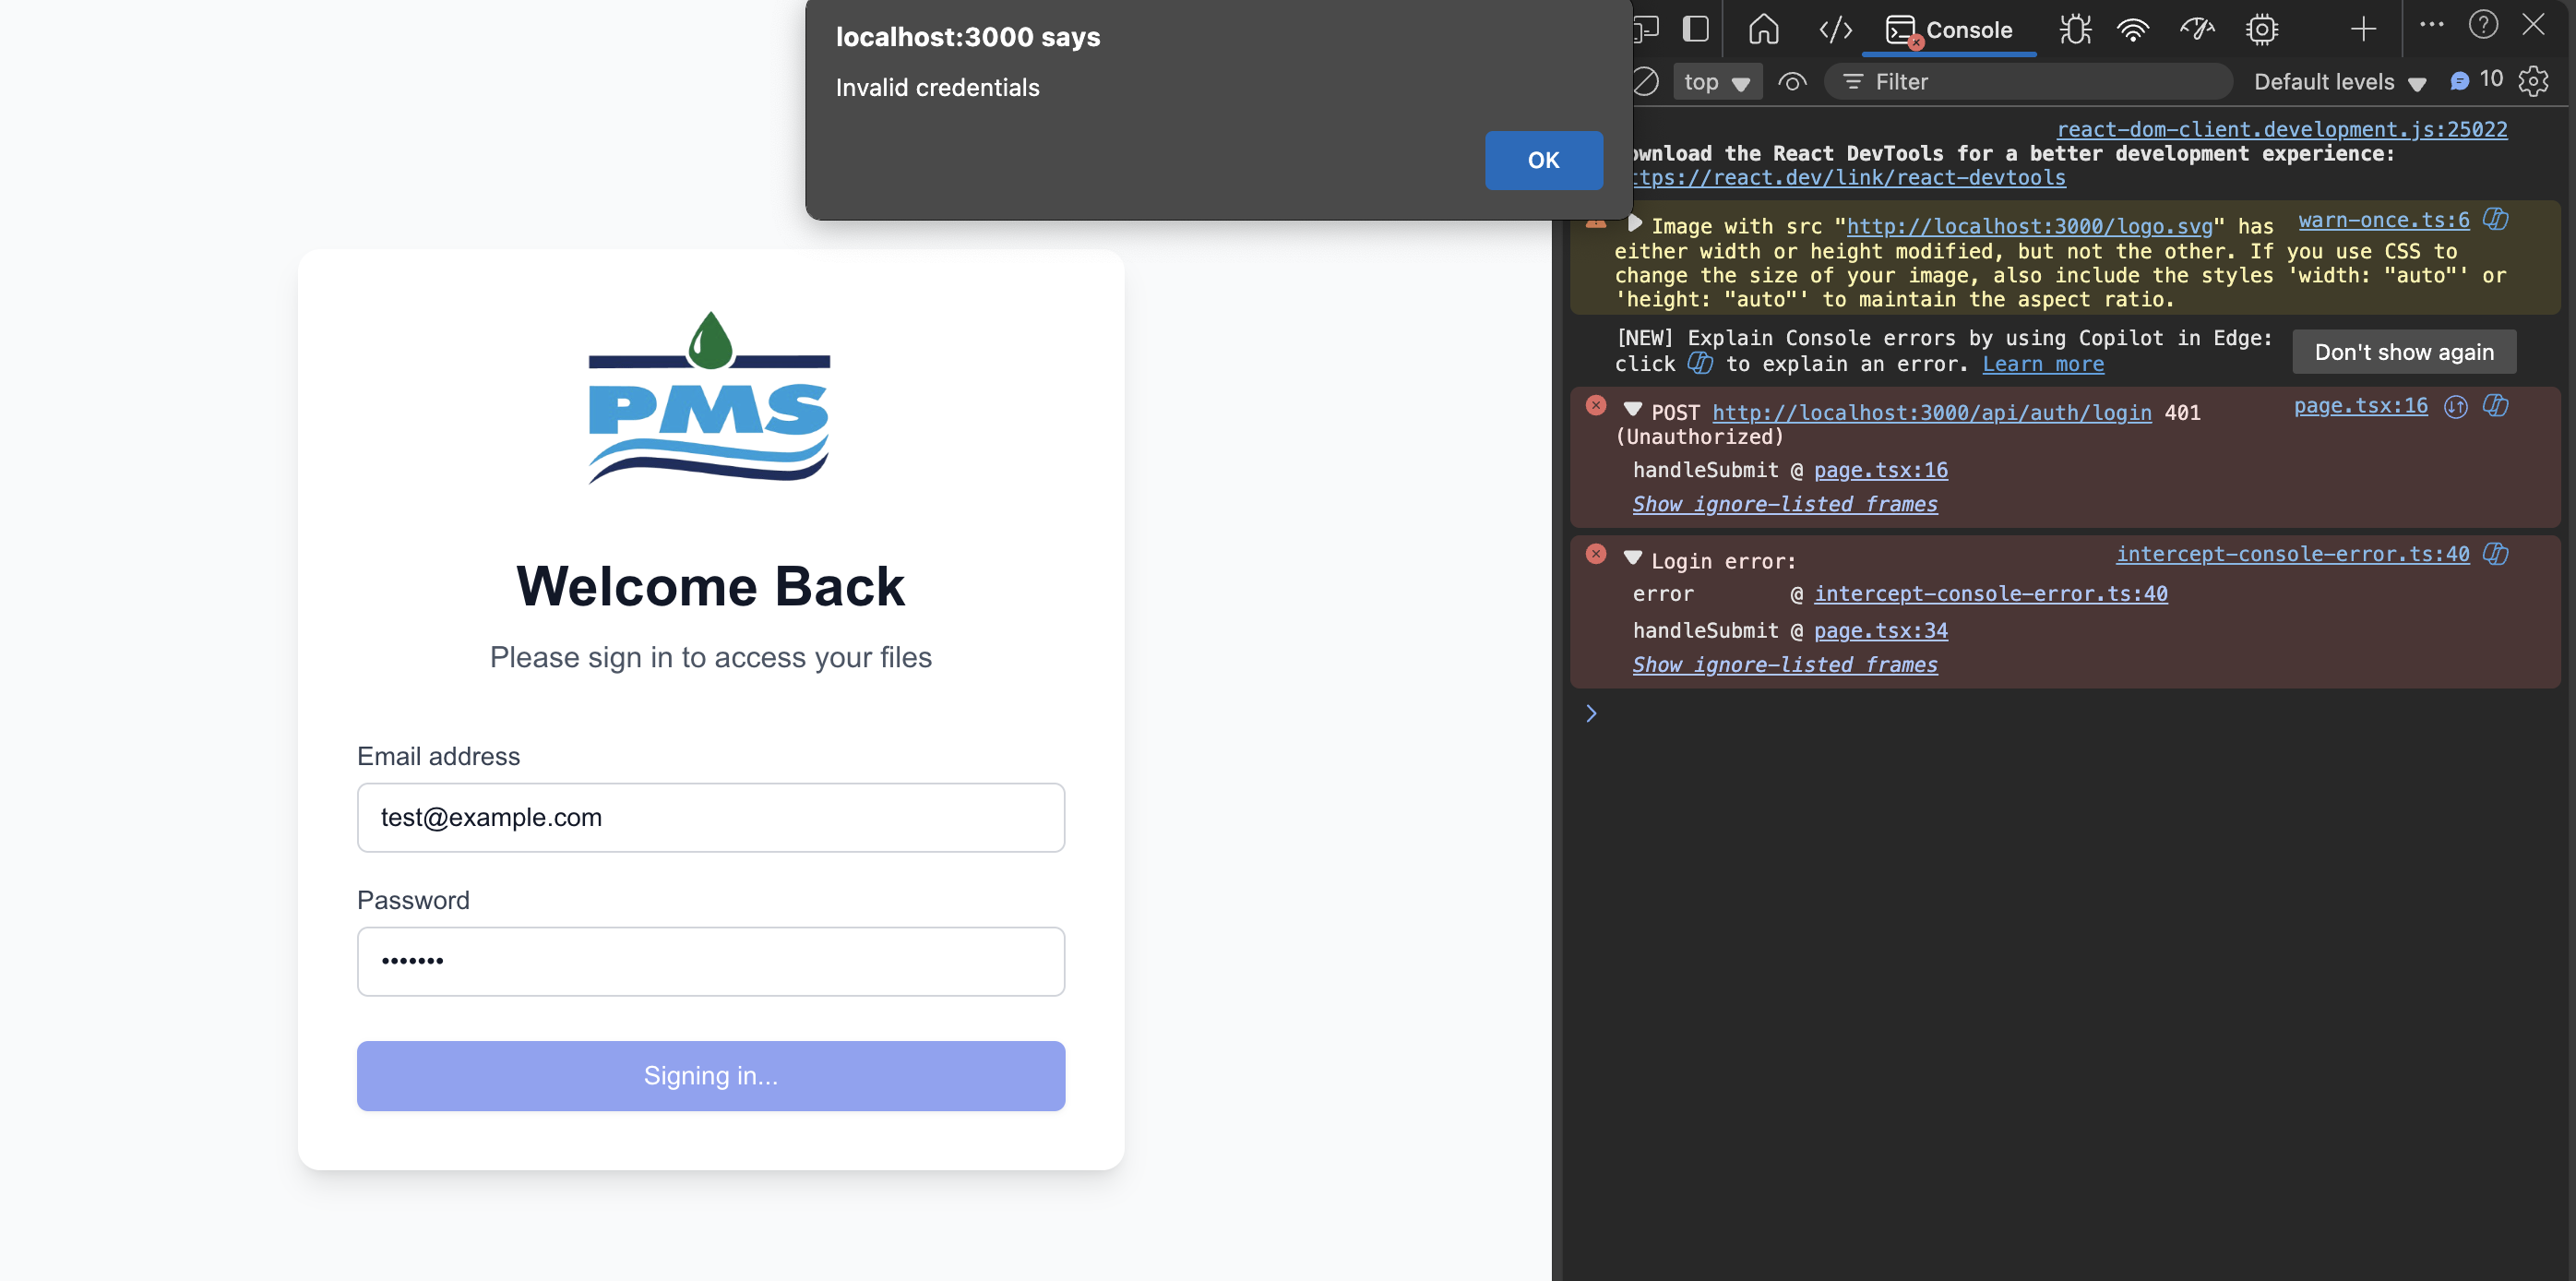 localhost:3000 says
Invalid credentials
OK
PMS
Welcome Back
Please sign in to access your files
Email address
test@example.com
Password
•••••••
Signing in...
Console
top
Filter
Default levels
10
react-dom-client.development.js:25022
ownload the React DevTools for a better development experience:
ttps://react.dev/link/react-devtools
Image with src "http://localhost:3000/logo.svg" has warn-once.ts:6
either width or height modified, but not the other. If you use CSS to
change the size of your image, also include the styles 'width: "auto"' or
'height: "auto"' to maintain the aspect ratio.
[NEW] Explain Console errors by using Copilot in Edge:
click to explain an error. Learn more
Don't show again
POST http://localhost:3000/api/auth/login 401 page.tsx:16
(Unauthorized)
handleSubmit @ page.tsx:16
Show ignore-listed frames
Login error: intercept-console-error.ts:40
error @ intercept-console-error.ts:40
handleSubmit @ page.tsx:34
Show ignore-listed frames